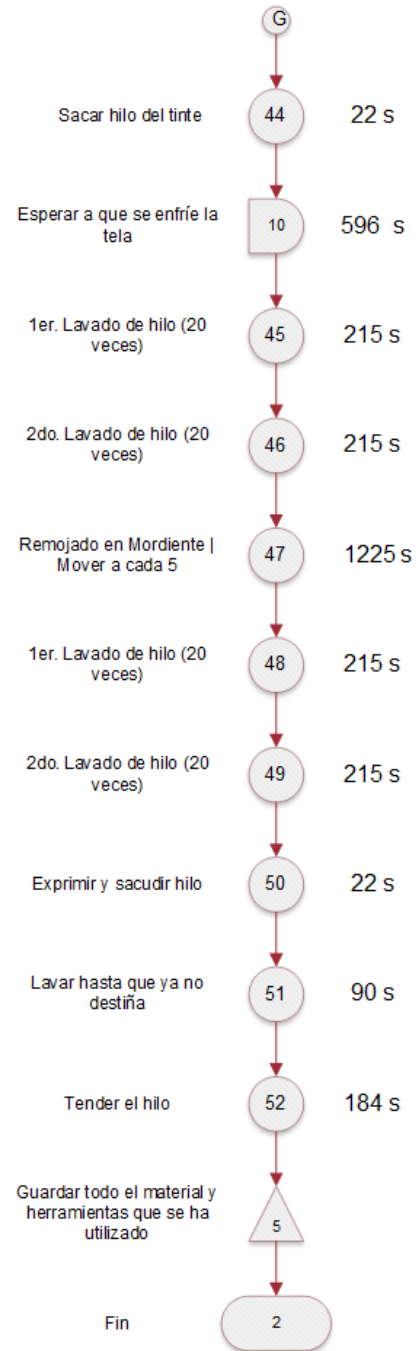 G
Sacar hilo del tinte
44
22 s
Esperar a que se enfríe la
tela
10
596 s
1er. Lavado de hilo (20
veces)
45
215 s
2do. Lavado de hilo (20
veces)
46
215 s
Remojado en Mordiente |
Mover a cada 5
47
1225 s
1er. Lavado de hilo (20
veces)
48
215 s
2do. Lavado de hilo (20
veces)
49
215 s
Exprimir y sacudir hilo
50
22 s
Lavar hasta que ya no
destiña
51
90 s
Tender el hilo
52
184 s
Guardar todo el material y
herramientas que se ha
utilizado
5
Fin
2